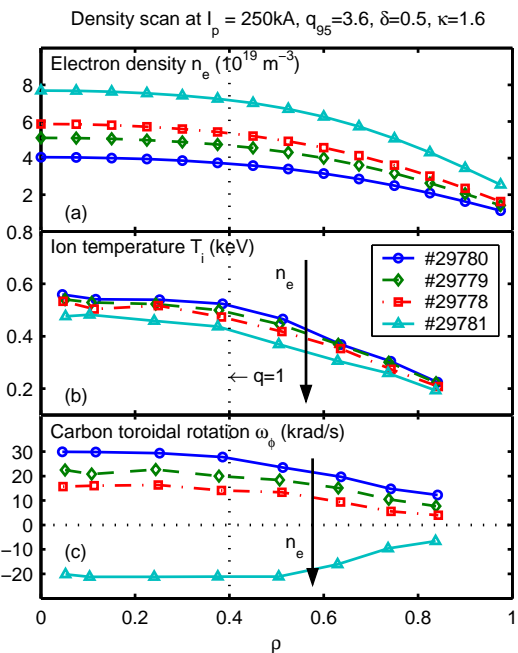 Density scan at I_p = 250kA, q_95=3.6, δ=0.5, κ=1.6
Electron density n_e (10^19 m^−3)
8
6
4
2
(a)
0.8
Ion temperature T_i (keV)
n_e
#29780
#29779
#29778
#29781
0.6
0.4
0.2
← q=1
(b)
Carbon toroidal rotation ω_ϕ (krad/s)
30
20
10
0
−10
−20
n_e
(c)
0 0.2 0.4 0.6 0.8 1
ρ